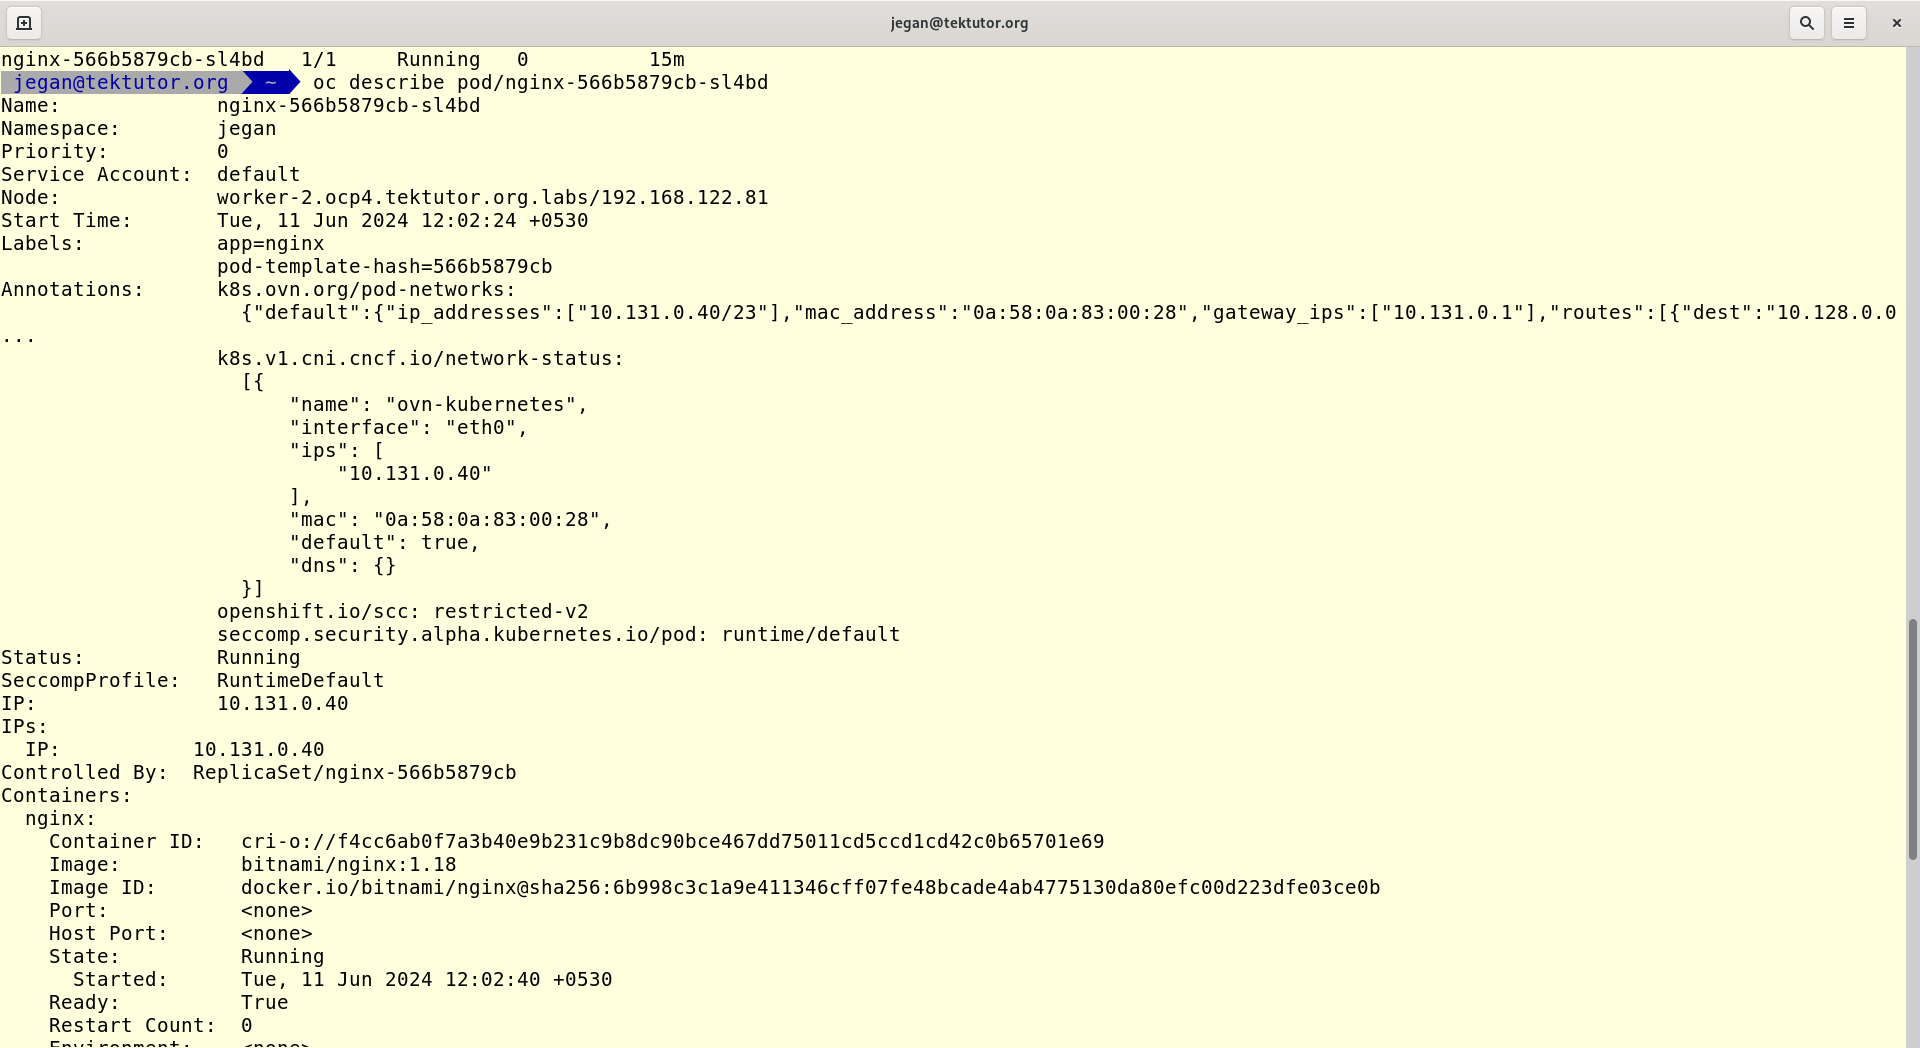 jegan@tektutor.org
nginx-566b5879cb-sl4bd   1/1     Running   0          15m
jegan@tektutor.org  ~  oc describe pod/nginx-566b5879cb-sl4bd
Name:             nginx-566b5879cb-sl4bd
Namespace:        jegan
Priority:         0
Service Account:  default
Node:             worker-2.ocp4.tektutor.org.labs/192.168.122.81
Start Time:       Tue, 11 Jun 2024 12:02:24 +0530
Labels:           app=nginx
                  pod-template-hash=566b5879cb
Annotations:      k8s.ovn.org/pod-networks:
                    {"default":{"ip_addresses":["10.131.0.40/23"],"mac_address":"0a:58:0a:83:00:28","gateway_ips":["10.131.0.1"],"routes":[{"dest":"10.128.0.0
...
                  k8s.v1.cni.cncf.io/network-status:
                    [{
                        "name": "ovn-kubernetes",
                        "interface": "eth0",
                        "ips": [
                            "10.131.0.40"
                        ],
                        "mac": "0a:58:0a:83:00:28",
                        "default": true,
                        "dns": {}
                    }]
                  openshift.io/scc: restricted-v2
                  seccomp.security.alpha.kubernetes.io/pod: runtime/default
Status:           Running
SeccompProfile:   RuntimeDefault
IP:               10.131.0.40
IPs:
  IP:           10.131.0.40
Controlled By:  ReplicaSet/nginx-566b5879cb
Containers:
  nginx:
    Container ID:   cri-o://f4cc6ab0f7a3b40e9b231c9b8dc90bce467dd75011cd5ccd1cd42c0b65701e69
    Image:          bitnami/nginx:1.18
    Image ID:       docker.io/bitnami/nginx@sha256:6b998c3c1a9e411346cff07fe48bcade4ab4775130da80efc00d223dfe03ce0b
    Port:           <none>
    Host Port:      <none>
    State:          Running
      Started:      Tue, 11 Jun 2024 12:02:40 +0530
    Ready:          True
    Restart Count:  0
    Environment:    <none>